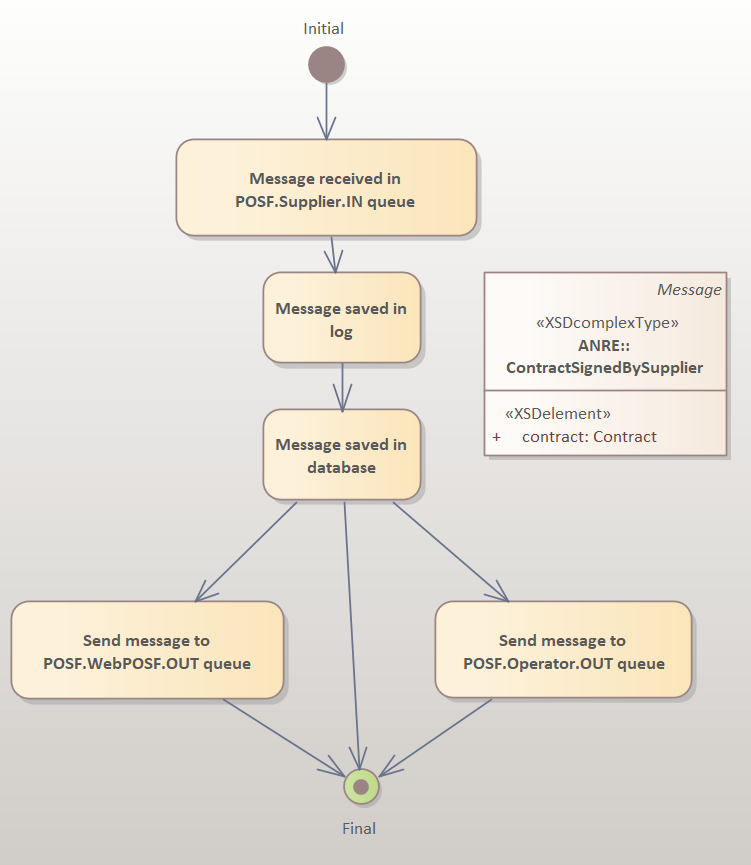 Initial
Message received in
POSF.Supplier.IN queue
Message saved in
log
Message
«XSDcomplexType»
ANRE::
ContractSignedBySupplier
«XSDelement»
+ contract: Contract
Message saved in
database
Send message to
POSF.WebPOSF.OUT queue
Send message to
POSF.Operator.OUT queue
Final